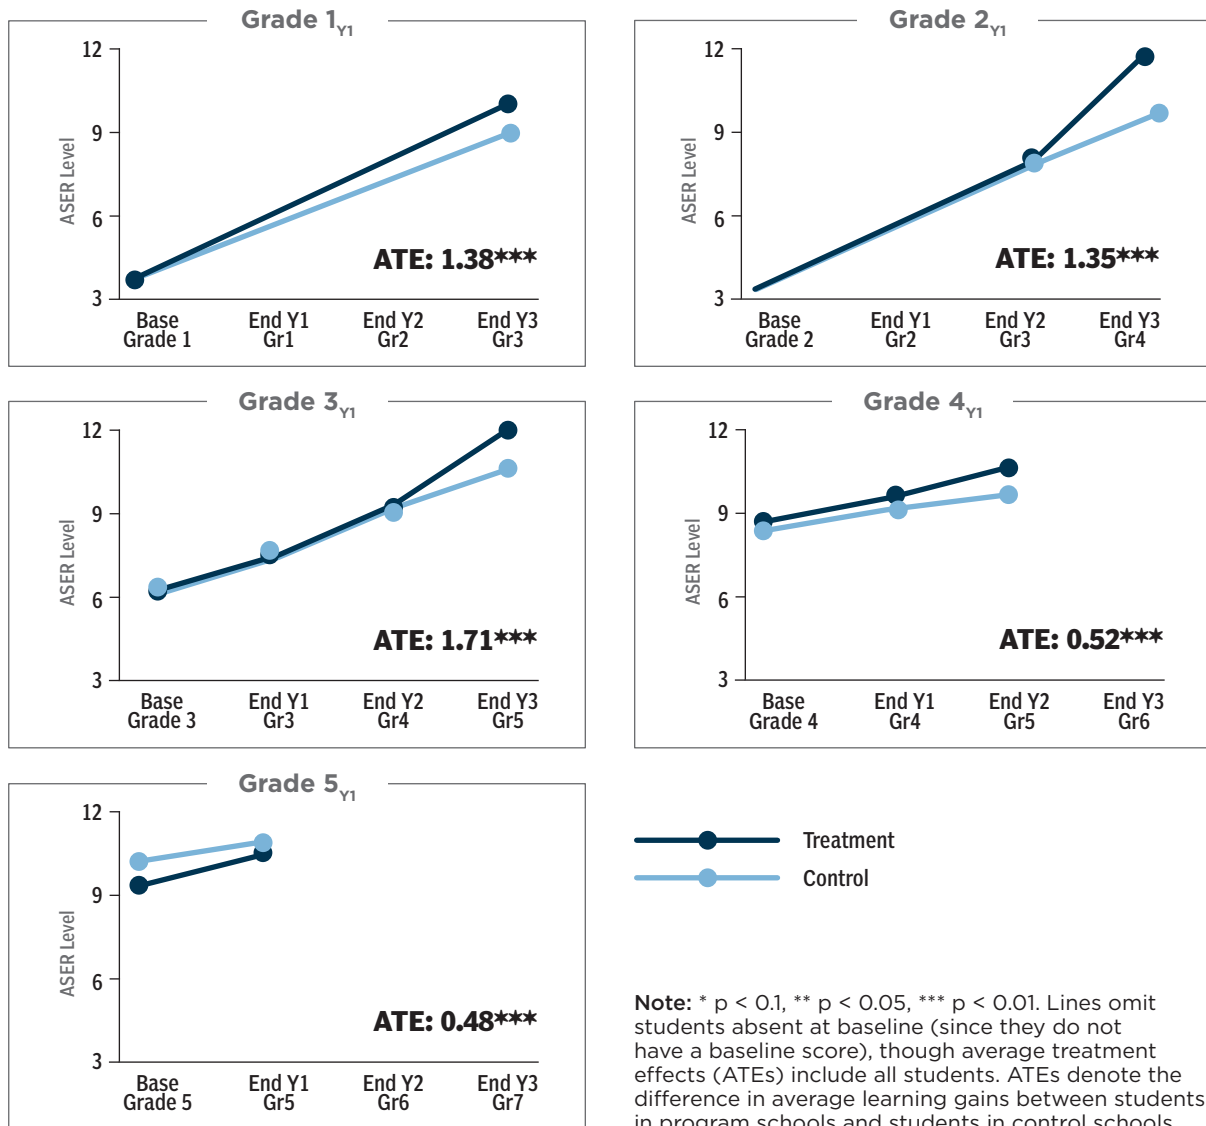 Grade 1Y1
12
9
6
3
ASER Level
ATE: 1.38***
Base Grade 1
End Y1 Gr1
End Y2 Gr2
End Y3 Gr3
Grade 2Y1
12
9
6
3
ASER Level
ATE: 1.35***
Base Grade 2
End Y1 Gr2
End Y2 Gr3
End Y3 Gr4
Grade 3Y1
12
9
6
3
ASER Level
ATE: 1.71***
Base Grade 3
End Y1 Gr3
End Y2 Gr4
End Y3 Gr5
Grade 4Y1
12
9
6
3
ASER Level
ATE: 0.52***
Base Grade 4
End Y1 Gr4
End Y2 Gr5
End Y3 Gr6
Grade 5Y1
12
9
6
3
ASER Level
ATE: 0.48***
Base Grade 5
End Y1 Gr5
End Y2 Gr6
End Y3 Gr7
Treatment
Control
Note: * p < 0.1, ** p < 0.05, *** p < 0.01. Lines omit
students absent at baseline (since they do not
have a baseline score), though average treatment
effects (ATEs) include all students. ATEs denote the
difference in average learning gains between students
in program schools and students in control schools